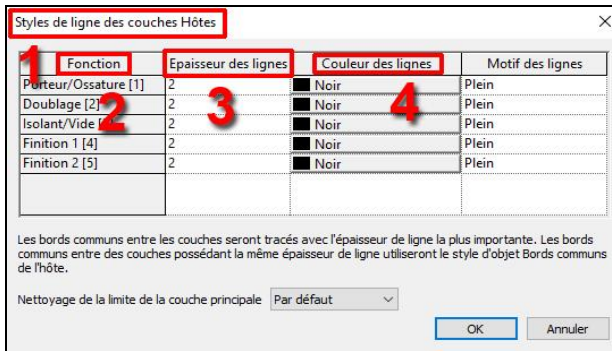 Styles de ligne des couches Hôtes
1
Fonction Epaisseur des lignes Couleur des lignes Motif des lignes
Porteur/Ossature [1] 2 Noir Plein
Doublage [2] 2 Noir Plein
Isolant/Vide 2 Noir Plein
Finition 1 [4] 2 Noir Plein
Finition 2 [5] 2 Noir Plein
2 3 4
Les bords communs entre les couches seront tracés avec l'épaisseur de ligne la plus importante. Les bords
communs entre des couches possédant la même épaisseur de ligne utiliseront le style d'objet Bords communs
de l'hôte.
Nettoyage de la limite de la couche principale Par défaut
OK Annuler